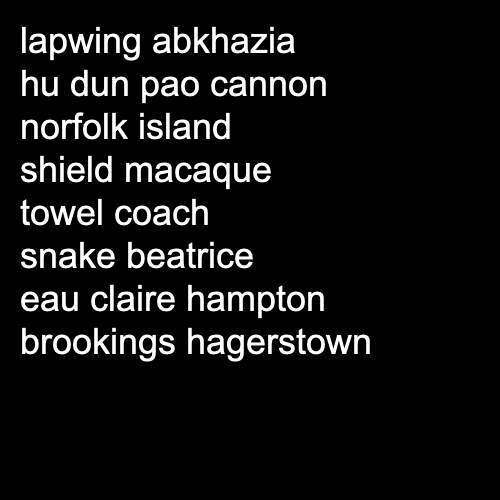 lapwing abkhazia
hu dun pao cannon
norfolk island
shield macaque
towel coach
snake beatrice
eau claire hampton
brookings hagerstown